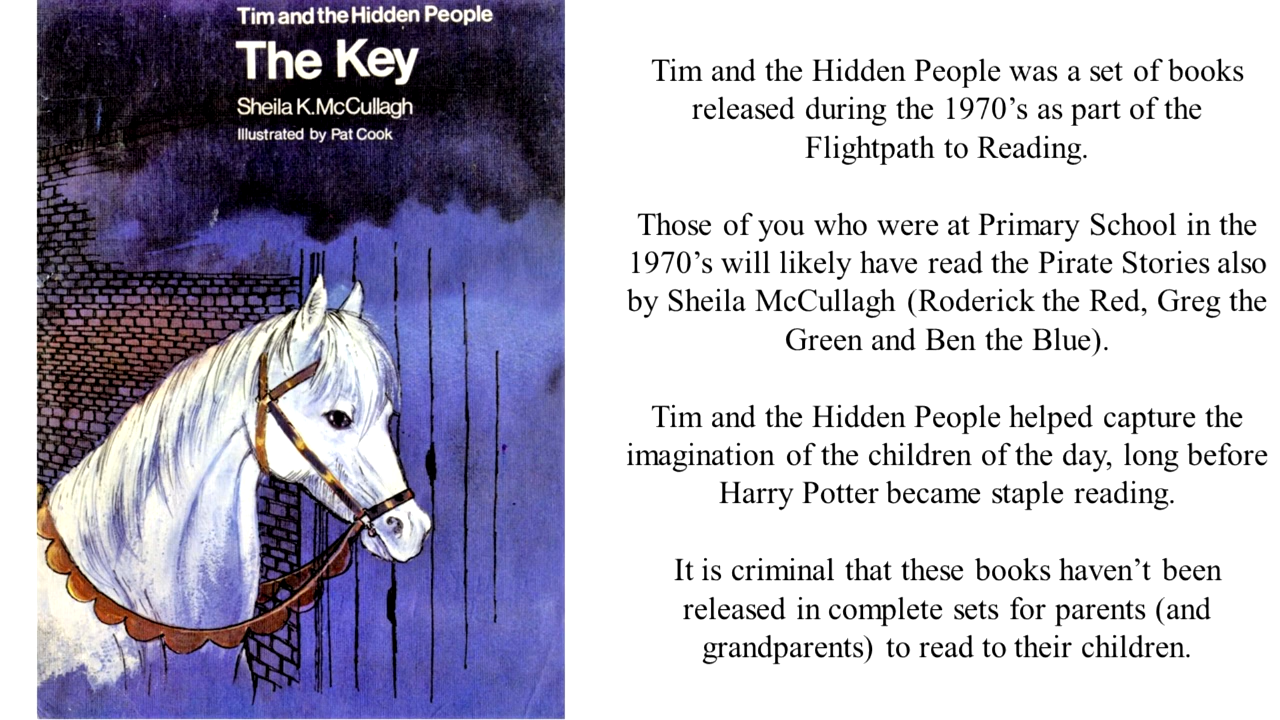 Tim and the Hidden People
The Key
Sheila K.McCullagh
Illustrated by Pat Cook
Tim and the Hidden People was a set of books
released during the 1970’s as part of the
Flightpath to Reading.
Those of you who were at Primary School in the
1970’s will likely have read the Pirate Stories also
by Sheila McCullagh (Roderick the Red, Greg the
Green and Ben the Blue).
Tim and the Hidden People helped capture the
imagination of the children of the day, long before
Harry Potter became staple reading.
It is criminal that these books haven’t been
released in complete sets for parents (and
grandparents) to read to their children.